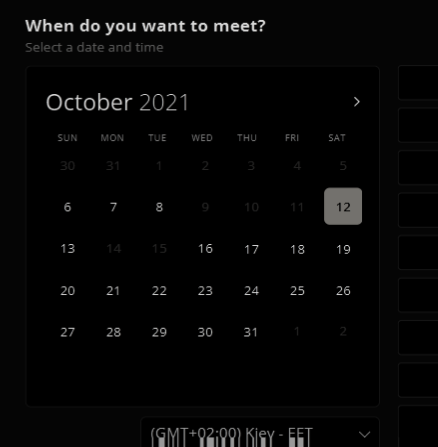 When do you want to meet?
Select a date and time
October 2021
SUN MON TUE WED THU FRI SAT
30 31 1 2 3 4 5
6 7 8 9 10 11 12
13 14 15 16 17 18 19
20 21 22 23 24 25 26
27 28 29 30 31 1 2
(GMT+02:00) Kiev - EET